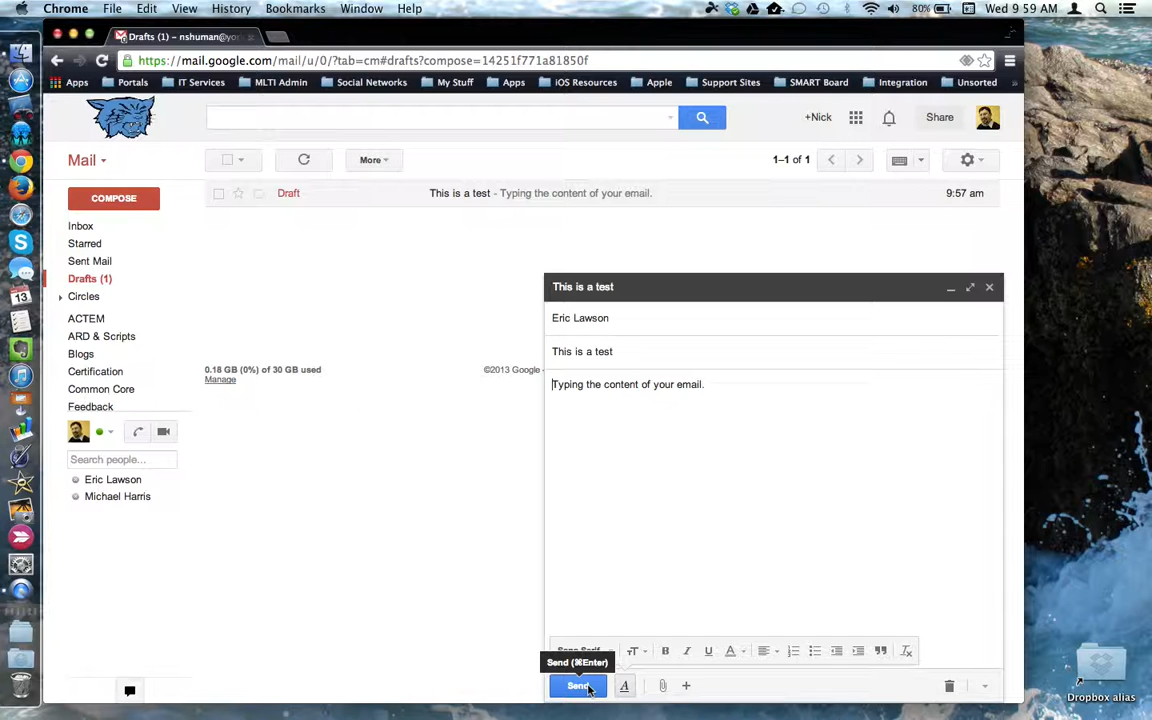 Chrome File Edit View History Bookmarks Window Help 80% Wed 9:59 AM
Drafts (1) – nshuman@yor
https://mail.google.com/mail/u/0/?tab=cm#drafts?compose=14251f771a81850f
Apps Portals IT Services MLTI Admin Social Networks My Stuff Apps iOS Resources Apple Support Sites SMART Board Integration Unsorted »
+Nick Share
Mail More 1–1 of 1
COMPOSE
Draft This is a test - Typing the content of your email. 9:57 am
Inbox
Starred
Sent Mail
Drafts (1)
Circles
ACTEM
ARD & Scripts
Blogs
Certification
Common Core
Feedback
Search people...
Eric Lawson
Michael Harris
0.18 GB (0%) of 30 GB used
Manage
©2013 Google -
This is a test
Eric Lawson
This is a test
Typing the content of your email.
Sans Serif
Send (⌘Enter)
Send
13
Dropbox alias